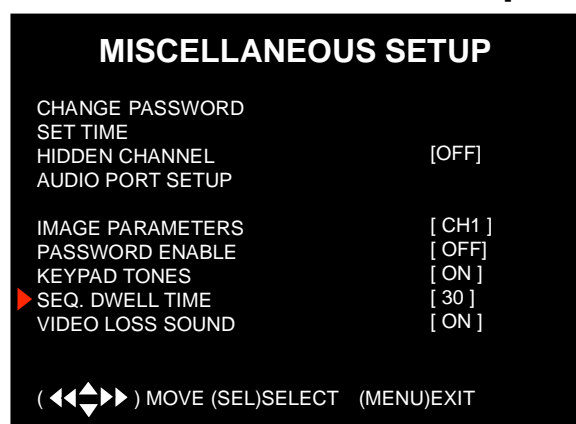 MISCELLANEOUS SETUP
CHANGE PASSWORD
SET TIME
HIDDEN CHANNEL [OFF]
AUDIO PORT SETUP
IMAGE PARAMETERS [ CH1 ]
PASSWORD ENABLE [ OFF]
KEYPAD TONES [ ON ]
SEQ. DWELL TIME [ 30 ]
VIDEO LOSS SOUND [ ON ]
( ) MOVE (SEL)SELECT (MENU)EXIT